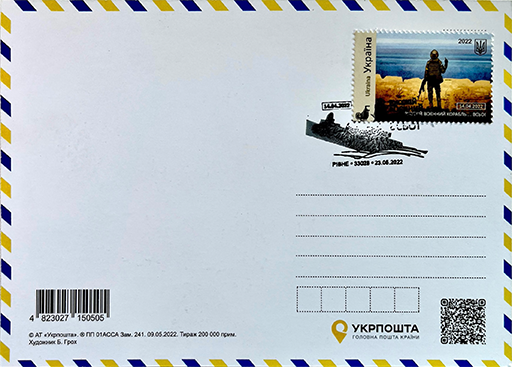 2022
Ukraine Україна
14.04.2022
...ВОЄННИЙ КОРАБЛЬ... ВСЬО!
14.04.2022
ВСЬО!
РІВНЕ • 33028 • 23.08.2022
4 823027 150505
© АТ «Укрпошта». ® ПП 01АССА Зам. 241. 09.05.2022. Тираж 200 000 прим.
Художник Б. Грох
УКРПОШТА
ГОЛОВНА ПОШТА КРАЇНИ